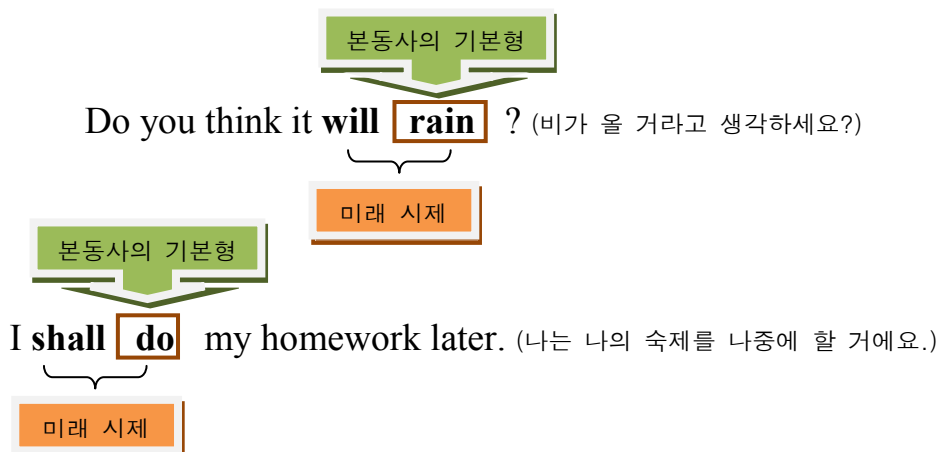 본동사의 기본형
Do you think it will rain ? (비가 올 거라고 생각하세요?)
미래 시제
본동사의 기본형
I shall do my homework later. (나는 나의 숙제를 나중에 할 거에요.)
미래 시제